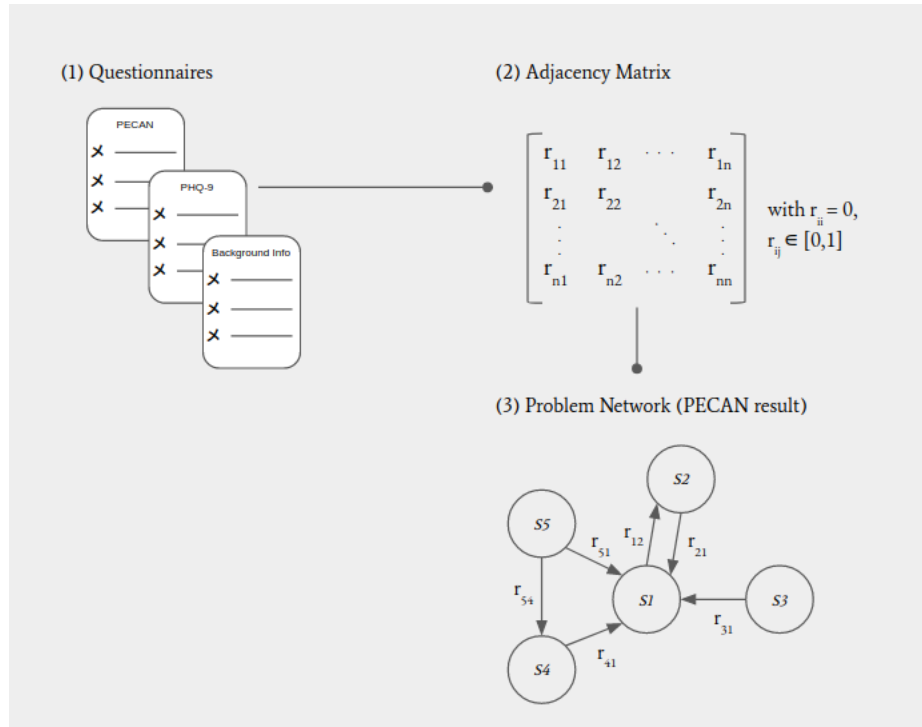 (1) Questionnaires
PECAN
PHQ-9
Background Info
(2) Adjacency Matrix
r11 r12 · · · r1n
r21 r22 r2n
rn1 rn2 · · · rnn
with rii = 0,
rij ∈ [0,1]
(3) Problem Network (PECAN result)
S2
S5
r51
r12
r21
r54
S1
S3
r31
S4
r41